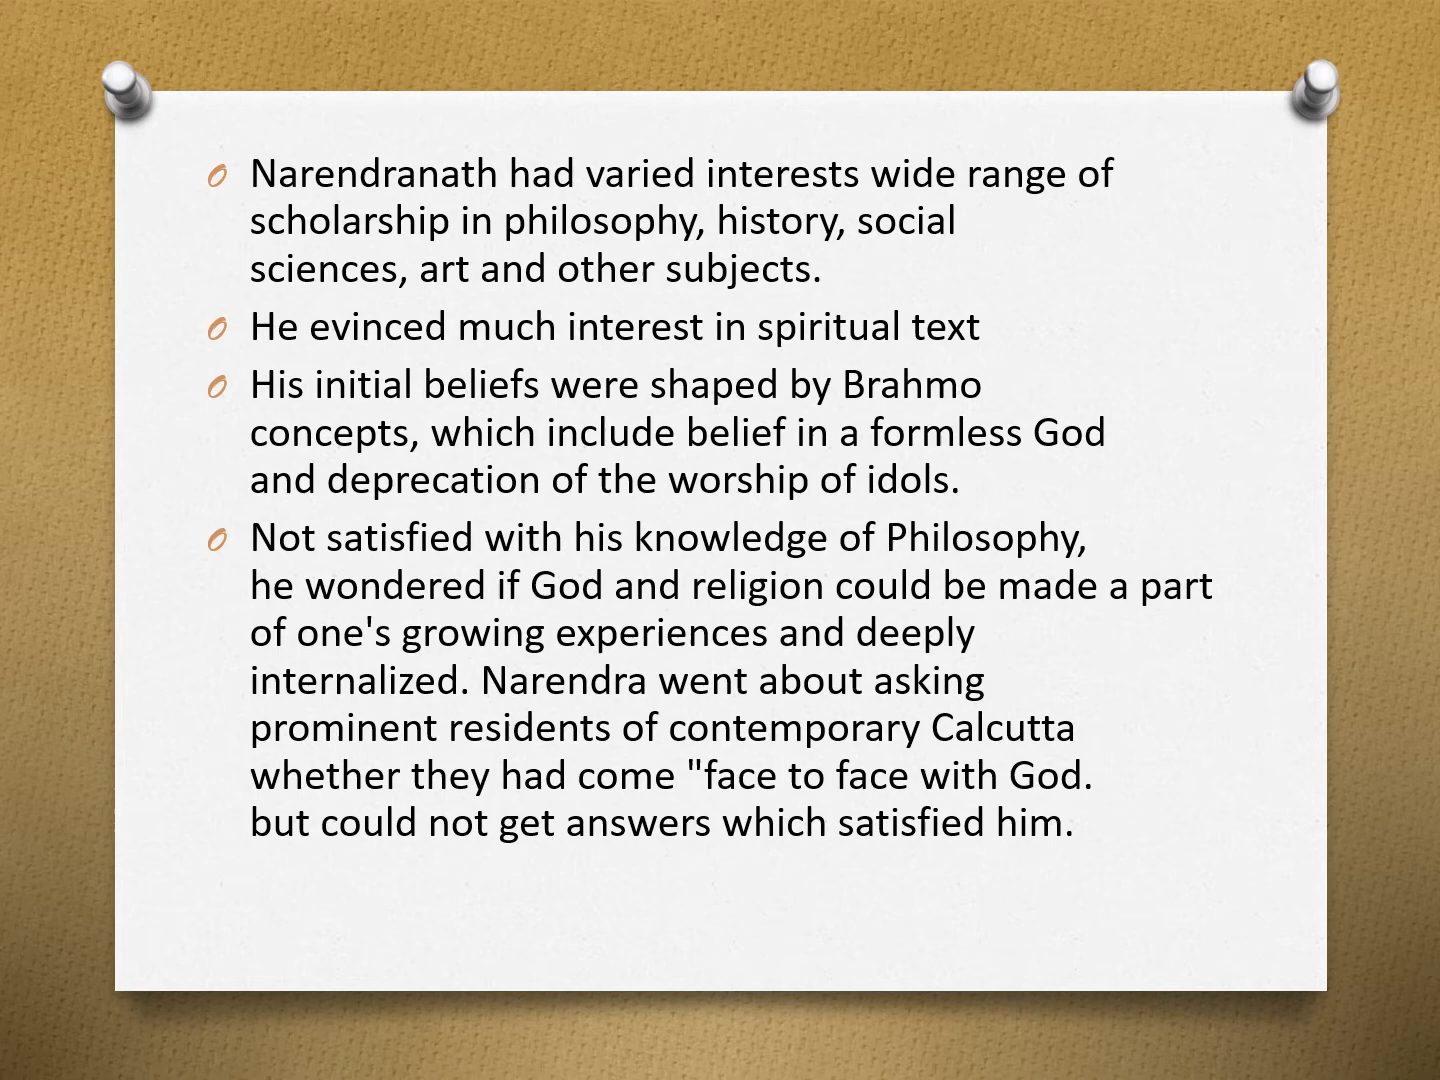 Narendranath had varied interests wide range of
scholarship in philosophy, history, social
sciences, art and other subjects.
He evinced much interest in spiritual text
His initial beliefs were shaped by Brahmo
concepts, which include belief in a formless God
and deprecation of the worship of idols.
Not satisfied with his knowledge of Philosophy,
he wondered if God and religion could be made a part
of one's growing experiences and deeply
internalized. Narendra went about asking
prominent residents of contemporary Calcutta
whether they had come "face to face with God.
but could not get answers which satisfied him.